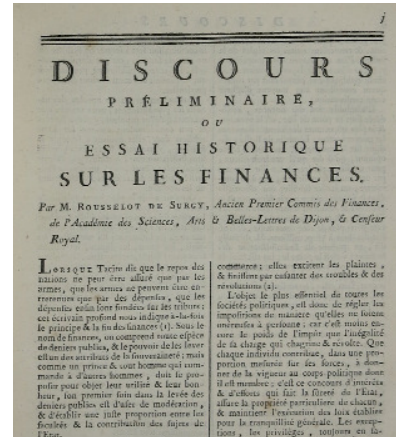 j
DISCOURS
PRÉLIMINAIRE,
OU
ESSAI HISTORIQUE
SUR LES FINANCES.
Par M. ROUSSELOT DE SURGY, Ancien Premier Commis des Finances,
de l'Académie des Sciences, Arts & Belles-Lettres de Dijon, & Censeur
Royal.
LORSQUE Tacite dit que le repos des
nations ne peut être assuré que par les
armes, que les armes ne peuvent être en-
tretenues que par des dépenses, que les
dépenses enfin sont fondées sur les tributs;
cet écrivain profond nous indique à-la-fois
le principe & la fin des finances (1). Sous le
nom de finances, on comprend toute espèce
de deniers publics, & le pouvoir de les lever
est un des attributs de la souveraineté; mais
comme un prince & tout homme qui com-
mande à d'autres hommes, doit se pro-
poser pour objet leur utilité & leur bon-
heur, son premier soin dans la levée des
deniers publics est d'user de modération,
& d'établir une juste proportion entre les
facultés & la contribution des sujets de
l'Etat.
commerce; elles excitent les plaintes,
& finissent par enfanter des troubles & des
révolutions (2).
L'objet le plus essentiel de toutes les
sociétés politiques, est donc de régler les
impositions de manière qu'elles ne soient
onéreuses à personne; car c'est moins en-
core le poids de l'impôt que l'inégalité
de sa charge qui chagrine & révolte. Que
chaque individu contribue, dans une pro-
portion mesurée sur ses forces, à don-
ner de la vigueur au corps politique dont
il est membre; c'est ce concours d'intérêts
& d'efforts qui fait la sûreté de l'Etat,
assure la propriété particulière de chacun,
& maintient l'exécution des loix établies
pour la tranquillité générale. Les excep-
tions, les privilèges, toujours en